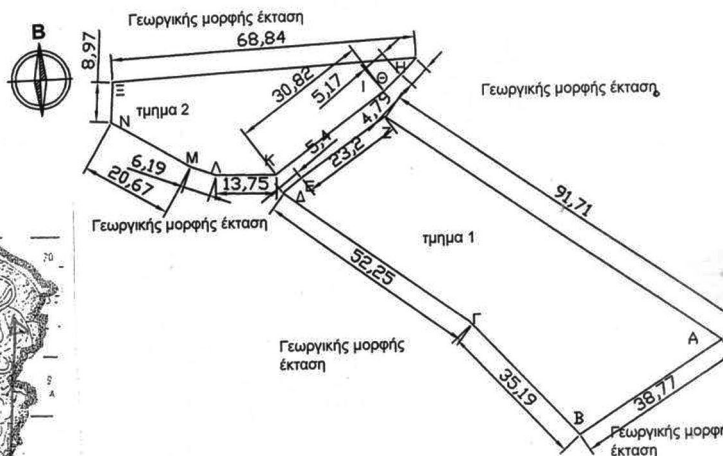 Γεωργικής μορφής έκταση
Β
68,84
8,97
Η
Θ
Ι
30,82
5,17
Γεωργικής μορφής έκταση
Ξ
τμημα 2
4,79
Ν
Ζ
5,4
23,2
Μ
Λ
Κ
6,19
20,67
13,75
Ε
Δ
91,71
Γεωργικής μορφής έκταση
τμημα 1
52,25
Γ
Α
Γεωργικής μορφής
έκταση
35,19
38,77
Β
Γεωργικής μορφή
έκταση